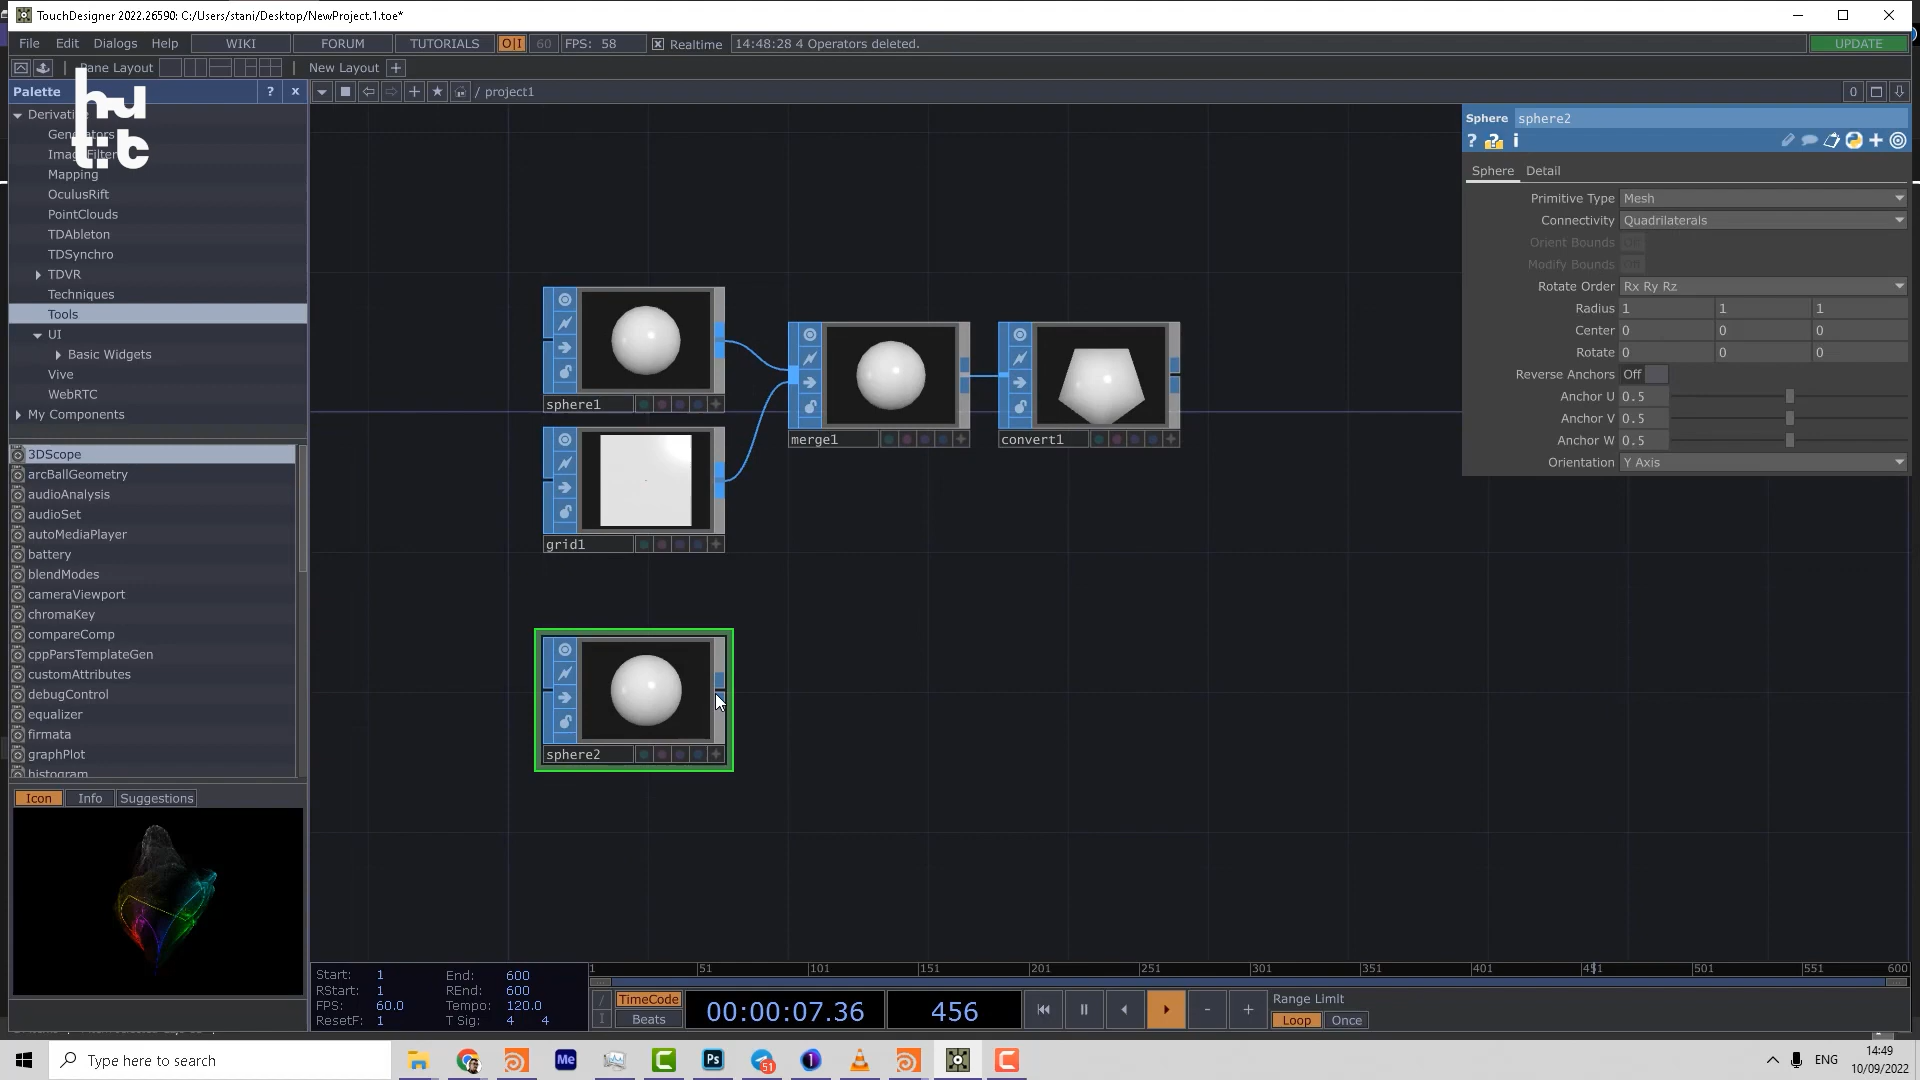 TouchDesigner 2022.26590: C:/Users/stani/Desktop/NewProject.1.toe*
File Edit Dialogs Help WIKI FORUM TUTORIALS O|I 60 FPS: 58 Realtime 14:48:28 4 Operators deleted. UPDATE
Pane Layout New Layout +
Palette ? x / project1 0
hu
t:c
Derivative
Generators
ImageFilter
Mapping
OculusRift
PointClouds
TDAbleton
TDSynchro
TDVR
Techniques
Tools
UI
Basic Widgets
Vive
WebRTC
My Components
3DScope
arcBallGeometry
audioAnalysis
audioSet
autoMediaPlayer
battery
blendModes
cameraViewport
chromaKey
compareComp
cppParsTemplateGen
customAttributes
debugControl
equalizer
firmata
graphPlot
histogram
Icon Info Suggestions
sphere1
grid1
merge1
convert1
sphere2
Sphere sphere2
? i
Sphere Detail
Primitive Type Mesh
Connectivity Quadrilaterals
Orient Bounds Off
Modify Bounds Off
Rotate Order Rx Ry Rz
Radius 1 1 1
Center 0 0 0
Rotate 0 0 0
Reverse Anchors Off
Anchor U 0.5
Anchor V 0.5
Anchor W 0.5
Orientation Y Axis
Start: 1 End: 600
RStart: 1 REnd: 600
FPS: 60.0 Tempo: 120.0
ResetF: 1 T Sig: 4 4
1 51 101 151 201 251 301 351 401 451 501 551 600
/ TimeCode
I Beats
00:00:07.36 456
- +
Range Limit
Loop Once
Type here to search
Me
Ps
51
ENG
14:49
10/09/2022